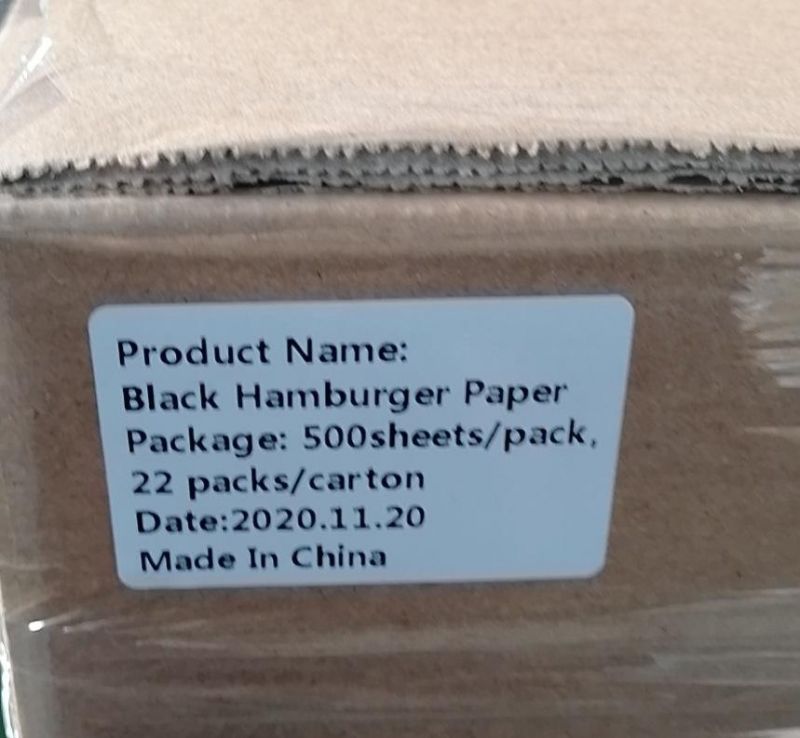 Product Name:
Black Hamburger Paper
Package: 500sheets/pack,
22 packs/carton
Date:2020.11.20
Made In China